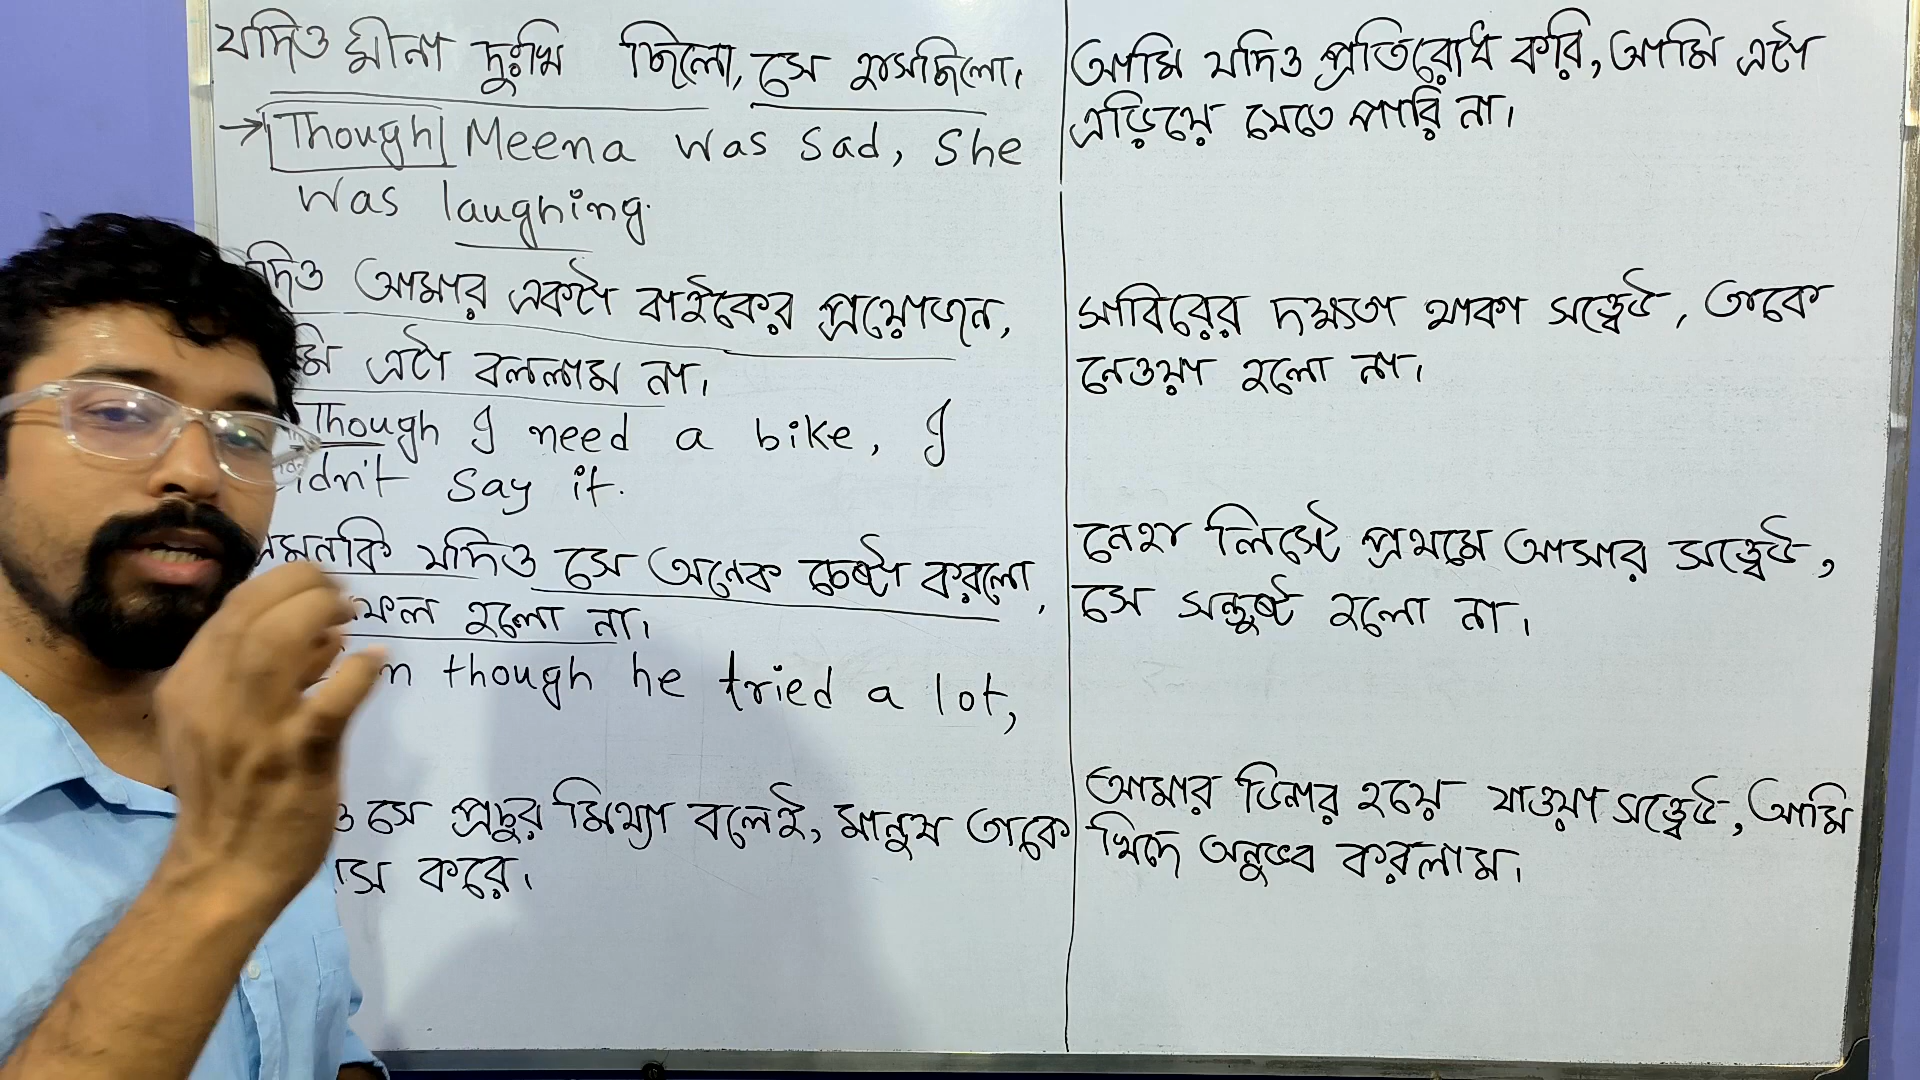 যদিও মীনা দুঃখি ছিলো, সে হাসছিলো।
→ Though Meena was sad, she
was laughing.
আমার একটা বাইকের প্রয়োজন,
এটা বললাম না।
Though I need a bike, I
didn't say it.
যদিও সে অনেক চেষ্টা করলো,
হলো না।
though he tried a lot,
সে প্রচুর মিথ্যা বলেই, মানুষ তাকে
করে।
আমি যদিও প্রতিরোধ করি, আমি এটা
এড়িয়ে যেতে পারি না।
সাবিরের দক্ষতা থাকা সত্ত্বেও, তাকে
নেওয়া হলো না।
নেহা লিস্টে প্রথমে আসার সত্ত্বেও,
সে সন্তুষ্ট হলো না।
আমার ডিনার হয়ে যাওয়া সত্ত্বেও, আমি
খিদে অনুভব করলাম।